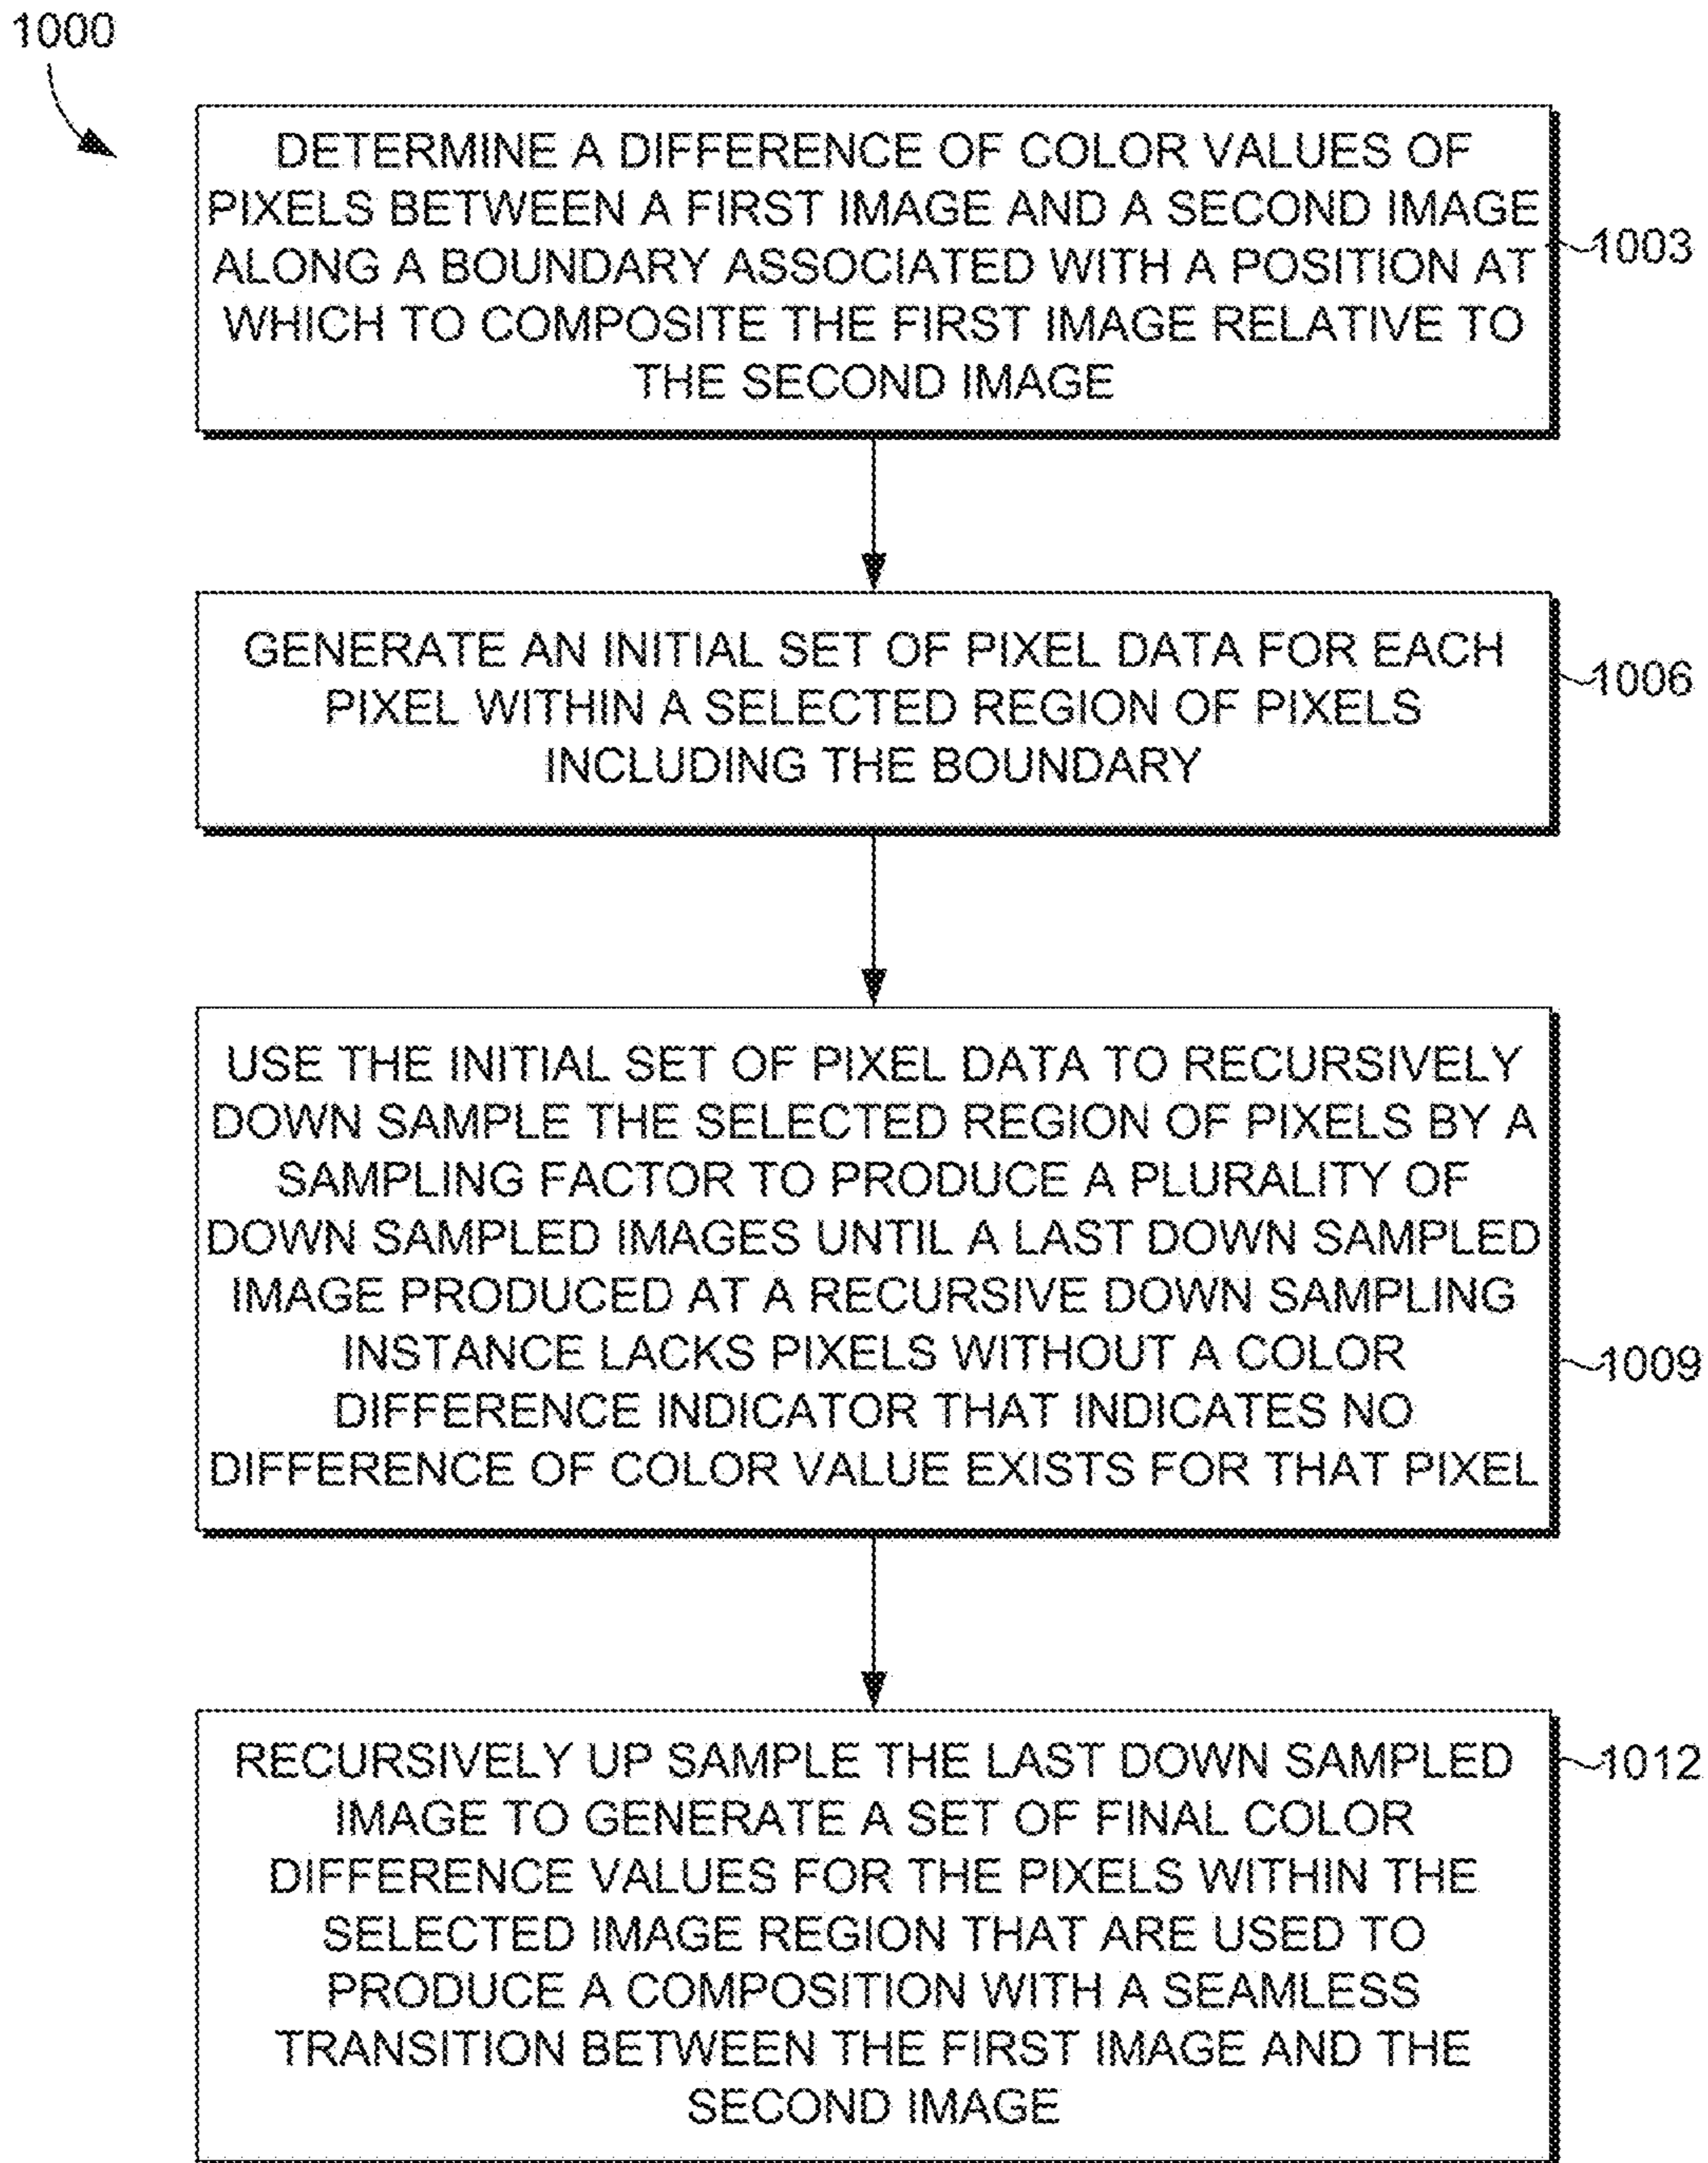 1000
DETERMINE A DIFFERENCE OF COLOR VALUES OF
PIXELS BETWEEN A FIRST IMAGE AND A SECOND IMAGE
ALONG A BOUNDARY ASSOCIATED WITH A POSITION AT
WHICH TO COMPOSITE THE FIRST IMAGE RELATIVE TO
THE SECOND IMAGE
1003
GENERATE AN INITIAL SET OF PIXEL DATA FOR EACH
PIXEL WITHIN A SELECTED REGION OF PIXELS
INCLUDING THE BOUNDARY
1006
USE THE INITIAL SET OF PIXEL DATA TO RECURSIVELY
DOWN SAMPLE THE SELECTED REGION OF PIXELS BY A
SAMPLING FACTOR TO PRODUCE A PLURALITY OF
DOWN SAMPLED IMAGES UNTIL A LAST DOWN SAMPLED
IMAGE PRODUCED AT A RECURSIVE DOWN SAMPLING
INSTANCE LACKS PIXELS WITHOUT A COLOR
DIFFERENCE INDICATOR THAT INDICATES NO
DIFFERENCE OF COLOR VALUE EXISTS FOR THAT PIXEL
1009
RECURSIVELY UP SAMPLE THE LAST DOWN SAMPLED
IMAGE TO GENERATE A SET OF FINAL COLOR
DIFFERENCE VALUES FOR THE PIXELS WITHIN THE
SELECTED IMAGE REGION THAT ARE USED TO
PRODUCE A COMPOSITION WITH A SEAMLESS
TRANSITION BETWEEN THE FIRST IMAGE AND THE
SECOND IMAGE
1012